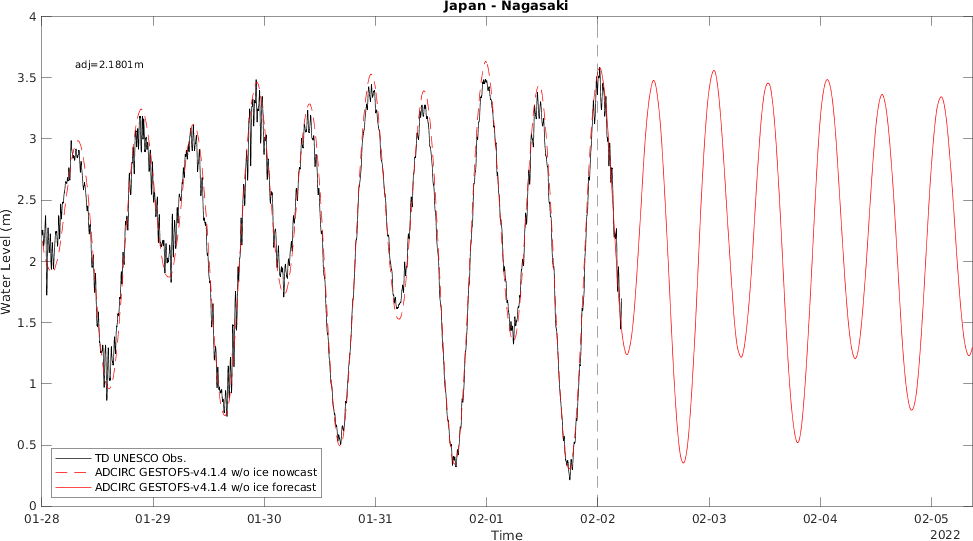 Japan - Nagasaki
adj=2.1801m
4
3.5
3
2.5
2
1.5
1
0.5
0
Water Level (m)
TD UNESCO Obs.
ADCIRC GESTOFS-v4.1.4 w/o ice nowcast
ADCIRC GESTOFS-v4.1.4 w/o ice forecast
01-28 01-29 01-30 01-31 02-01 02-02 02-03 02-04 02-05
Time
2022